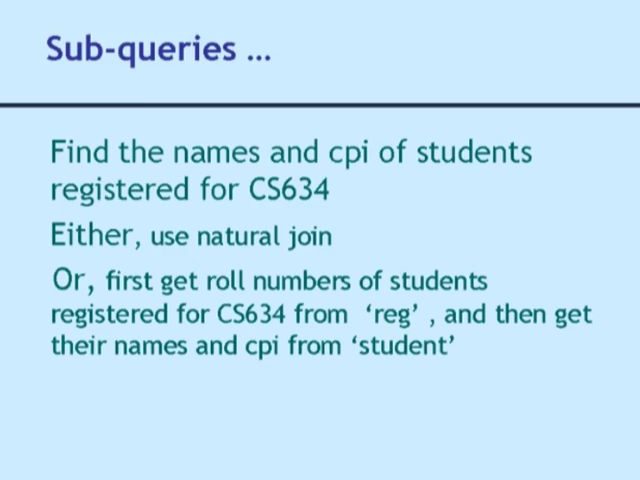 Sub-queries ...
Find the names and cpi of students
registered for CS634
Either, use natural join
Or, first get roll numbers of students
registered for CS634 from ‘reg’ , and then get
their names and cpi from ‘student’